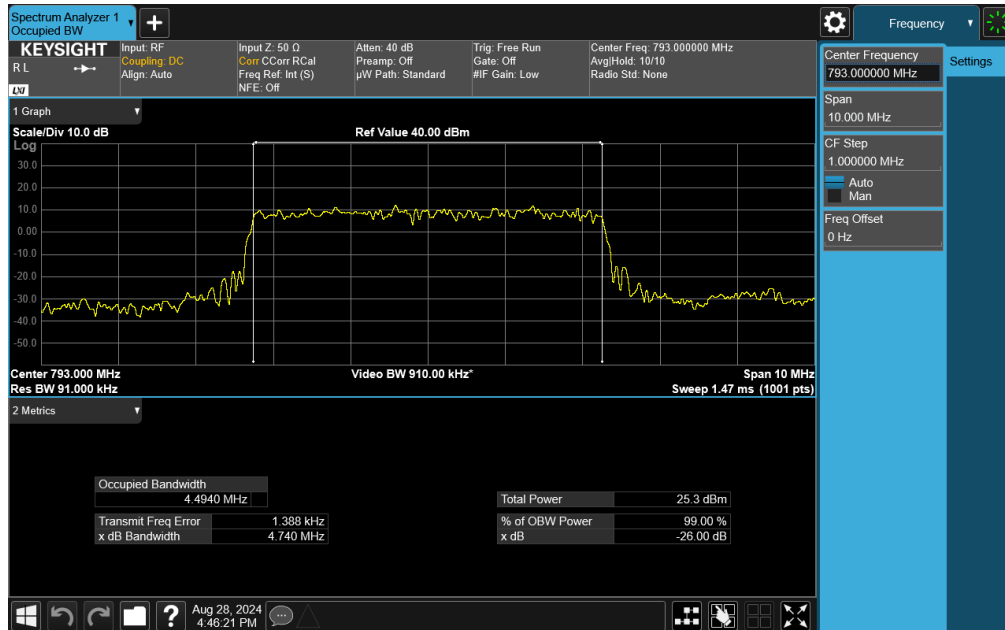 Spectrum Analyzer 1
Occupied BW
Frequency
KEYSIGHT
R L
LXI
Input: RF
Coupling: DC
Align: Auto
Input Z: 50 Ω
Corr CCorr RCal
Freq Ref: Int (S)
NFE: Off
Atten: 40 dB
Preamp: Off
µW Path: Standard
Trig: Free Run
Gate: Off
#IF Gain: Low
Center Freq: 793.000000 MHz
Avg|Hold: 10/10
Radio Std: None
Center Frequency
793.000000 MHz
Settings
Span
10.000 MHz
CF Step
1.000000 MHz
Auto
Man
Freq Offset
0 Hz
1 Graph
Scale/Div 10.0 dB
Ref Value 40.00 dBm
Log
30.0
20.0
10.0
0.00
-10.0
-20.0
-30.0
-40.0
-50.0
Center 793.000 MHz
Video BW 910.00 kHz*
Span 10 MHz
Res BW 91.000 kHz
Sweep 1.47 ms (1001 pts)
2 Metrics
Occupied Bandwidth
4.4940 MHz
Total Power 25.3 dBm
Transmit Freq Error 1.388 kHz
% of OBW Power 99.00 %
x dB Bandwidth 4.740 MHz
x dB -26.00 dB
Aug 28, 2024
4:46:21 PM